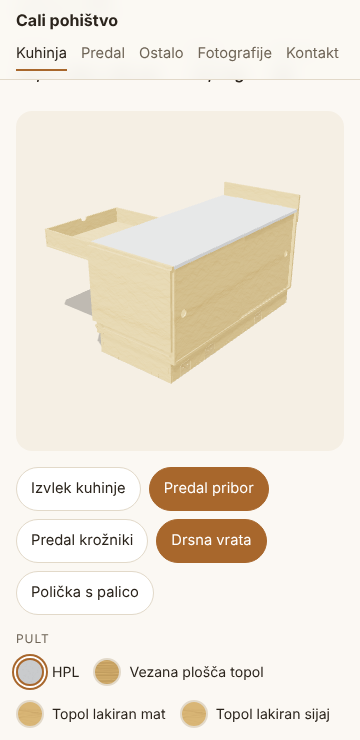 Cali pohištvo
Kuhinja Predal Ostalo Fotografije Kontakt
Izvlek kuhinje Predal pribor
Predal krožniki Drsna vrata
Polička s palico
PULT
HPL Vezana plošča topol
Topol lakiran mat Topol lakiran sijaj